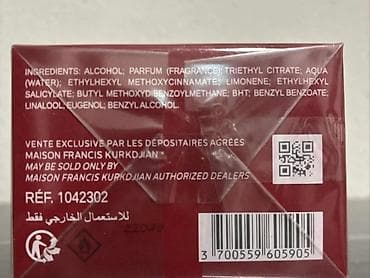 INGREDIENTS: ALCOHOL; PARFUM (FRAGRANCE); TRIETHYL CITRATE; AQUA
(WATER); ETHYLHEXYL METHOXYCINNAMATE; LIMONENE; ETHYLHEXYL
SALICYLATE; BUTYL METHOXYDIBENZOYLMETHANE; BHT; BENZYL BENZOATE;
LINALOOL; EUGENOL; BENZYL ALCOHOL.
VENTE EXCLUSIVE PAR LES DÉPOSITAIRES AGRÉÉS
MAISON FRANCIS KURKDJIAN
MAY BE SOLD ONLY BY
MAISON FRANCIS KURKDJIAN AUTHORIZED DEALERS
RÉF. 1042302
للاستعمال الخارجي فقط
3 700559 605905